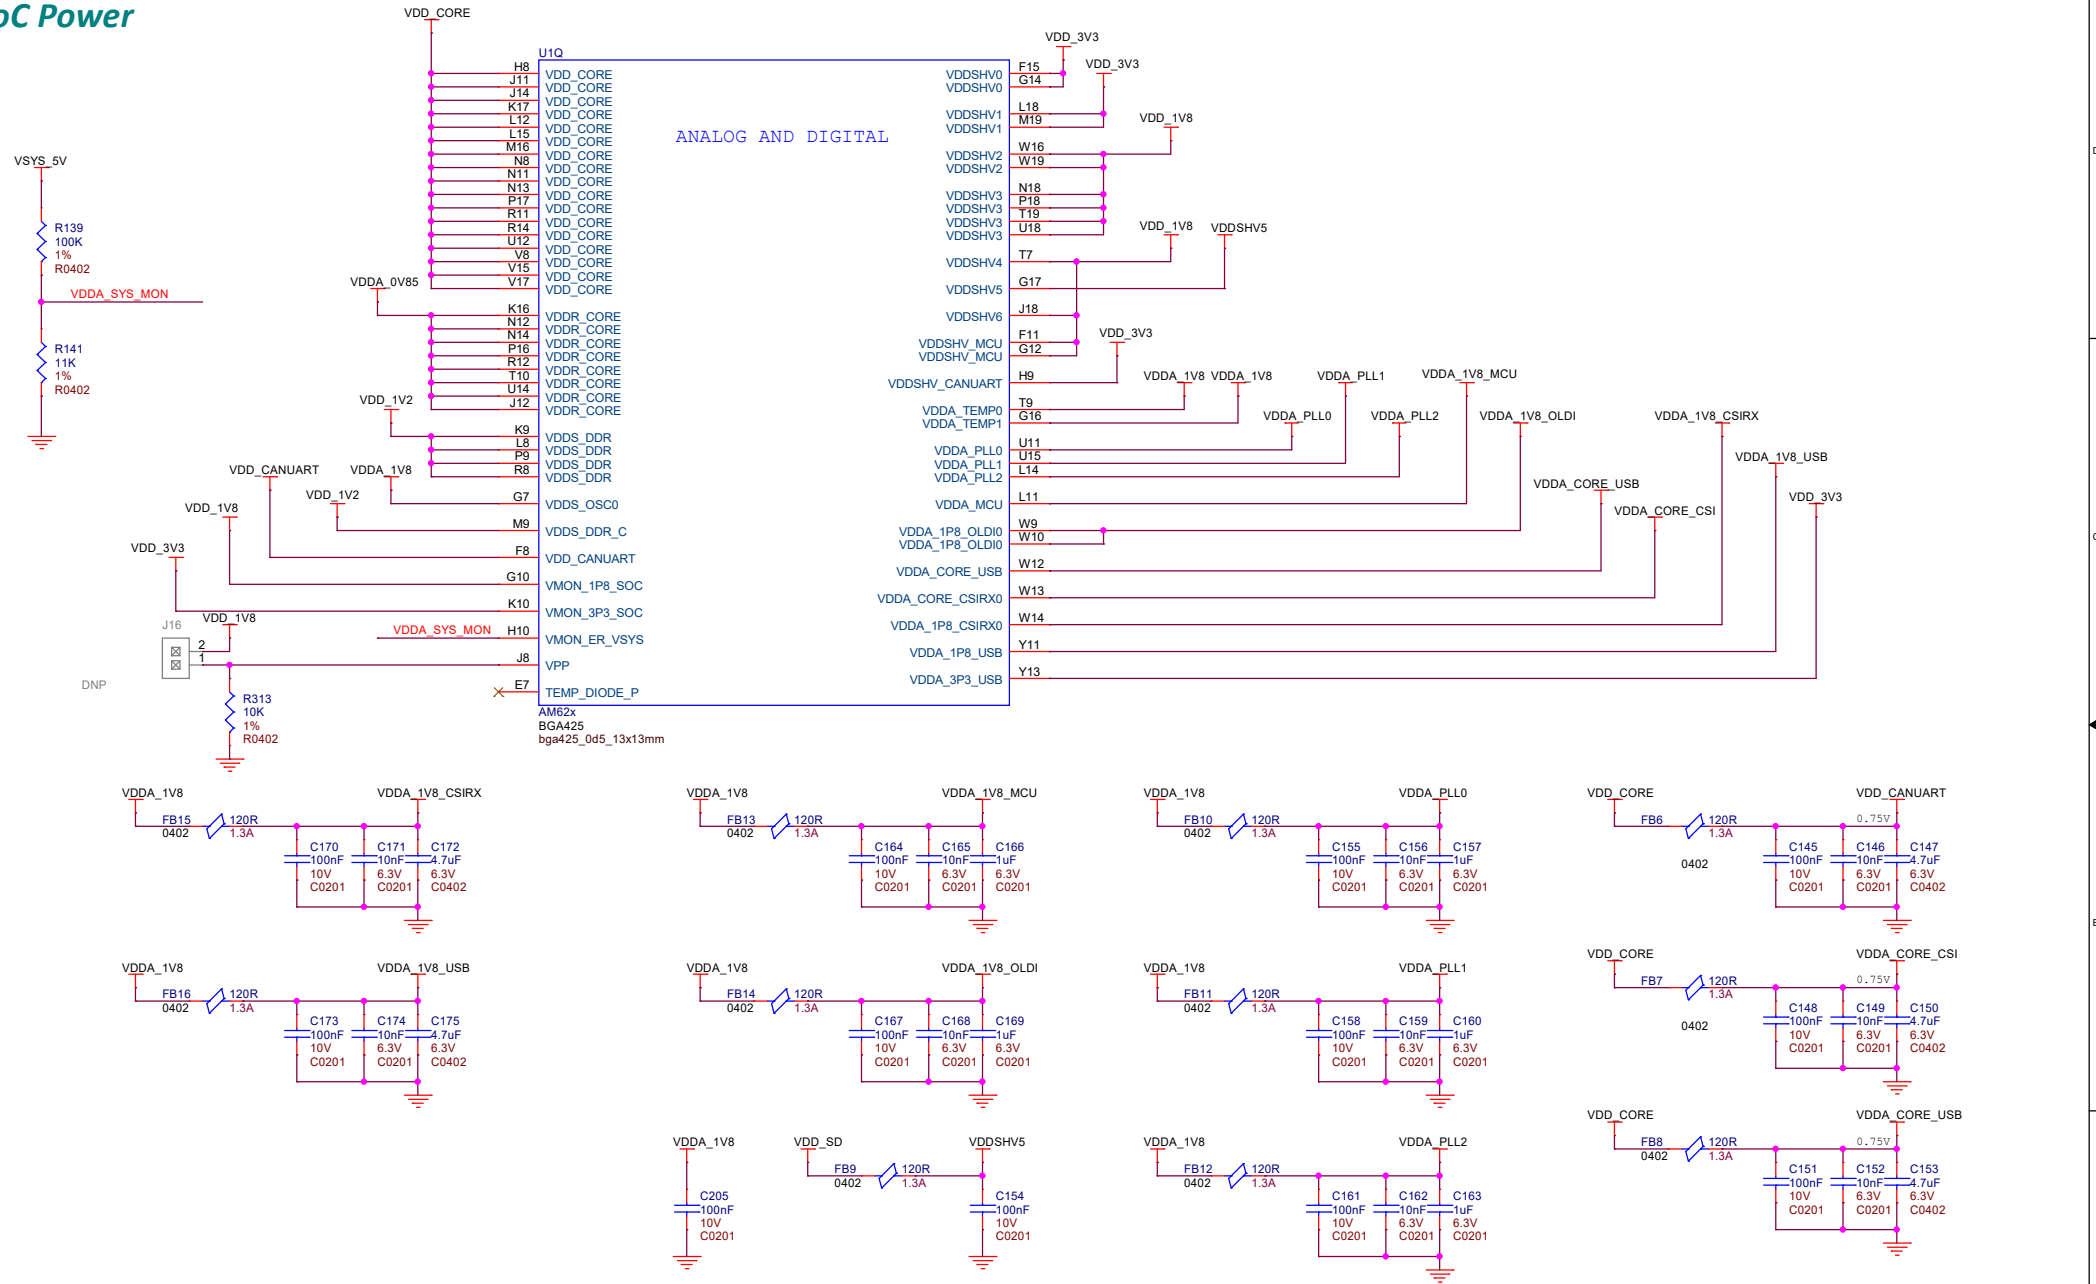 oC Power
VDD_CORE
U1Q
ANALOG AND DIGITAL
H8 VDD_CORE
J11 VDD_CORE
J14 VDD_CORE
K17 VDD_CORE
L12 VDD_CORE
L15 VDD_CORE
M16 VDD_CORE
N8 VDD_CORE
N11 VDD_CORE
N13 VDD_CORE
P17 VDD_CORE
R11 VDD_CORE
R14 VDD_CORE
U12 VDD_CORE
V8 VDD_CORE
V15 VDD_CORE
V17 VDD_CORE
VDDA_0V85
K16 VDDR_CORE
N12 VDDR_CORE
N14 VDDR_CORE
P16 VDDR_CORE
R12 VDDR_CORE
T10 VDDR_CORE
U14 VDDR_CORE
J12 VDDR_CORE
VDD_1V2
K9 VDDS_DDR
L8 VDDS_DDR
P9 VDDS_DDR
R8 VDDS_DDR
VDDA_1V8
G7 VDDS_OSC0
VDD_1V2
M9 VDDS_DDR_C
VDD_CANUART
F8 VDD_CANUART
VDD_1V8
G10 VMON_1P8_SOC
VDD_3V3
K10 VMON_3P3_SOC
VDDA_SYS_MON H10 VMON_ER_VSYS
J8 VPP
E7 TEMP_DIODE_P
AM62x
BGA425
bga425_0d5_13x13mm
VSYS_5V
R139
100K
1%
R0402
VDDA_SYS_MON
R141
11K
1%
R0402
J16
VDD_1V8
2
1
DNP
R313
10K
1%
R0402
VDD_3V3
VDDSHV0 F15
VDDSHV0 G14
VDD_3V3
VDDSHV1 L18
VDDSHV1 M19
VDD_1V8
VDDSHV2 W16
VDDSHV2 W19
VDDSHV3 N18
VDDSHV3 P18
VDDSHV3 T19
VDDSHV3 U18
VDD_1V8
VDDSHV5
VDDSHV4 T7
VDDSHV5 G17
VDDSHV6 J18
VDDSHV_MCU F11
VDDSHV_MCU G12
VDD_3V3
VDDSHV_CANUART H9
VDDA_1V8 VDDA_1V8
VDDA_TEMP0 T9
VDDA_TEMP1 G16
VDDA_PLL0 VDDA_PLL1 VDDA_PLL2
VDDA_PLL0 U11
VDDA_PLL1 U15
VDDA_PLL2 L14
VDDA_1V8_MCU
VDDA_MCU L11
VDDA_1V8_OLDI
VDDA_1P8_OLDI0 W9
VDDA_1P8_OLDI0 W10
VDDA_CORE_USB
VDDA_CORE_USB W12
VDDA_CORE_CSI
VDDA_CORE_CSIRX0 W13
VDDA_1V8_CSIRX
VDDA_1P8_CSIRX0 W14
VDDA_1V8_USB
VDDA_1P8_USB Y11
VDD_3V3
VDDA_3P3_USB Y13
VDDA_1V8 VDDA_1V8_CSIRX
FB15 120R
0402 1.3A
C170 C171 C172
100nF 10nF 4.7uF
10V 6.3V 6.3V
C0201 C0201 C0402
VDDA_1V8 VDDA_1V8_MCU
FB13 120R
0402 1.3A
C164 C165 C166
100nF 10nF 1uF
10V 6.3V 6.3V
C0201 C0201 C0201
VDDA_1V8 VDDA_PLL0
FB10 120R
0402 1.3A
C155 C156 C157
100nF 10nF 1uF
10V 6.3V 6.3V
C0201 C0201 C0201
VDD_CORE VDD_CANUART
FB6 120R 0.75V
1.3A
0402
C145 C146 C147
100nF 10nF 4.7uF
10V 6.3V 6.3V
C0201 C0201 C0402
VDDA_1V8 VDDA_1V8_USB
FB16 120R
0402 1.3A
C173 C174 C175
100nF 10nF 4.7uF
10V 6.3V 6.3V
C0201 C0201 C0402
VDDA_1V8 VDDA_1V8_OLDI
FB14 120R
0402 1.3A
C167 C168 C169
100nF 10nF 1uF
10V 6.3V 6.3V
C0201 C0201 C0201
VDDA_1V8 VDDA_PLL1
FB11 120R
0402 1.3A
C158 C159 C160
100nF 10nF 1uF
10V 6.3V 6.3V
C0201 C0201 C0201
VDD_CORE VDDA_CORE_CSI
FB7 120R 0.75V
1.3A
0402
C148 C149 C150
100nF 10nF 4.7uF
10V 6.3V 6.3V
C0201 C0201 C0402
VDDA_1V8
C205
100nF
10V
C0201
VDD_SD VDDSHV5
FB9 120R
0402 1.3A
C154
100nF
10V
C0201
VDDA_1V8 VDDA_PLL2
FB12 120R
0402 1.3A
C161 C162 C163
100nF 10nF 1uF
10V 6.3V 6.3V
C0201 C0201 C0201
VDD_CORE VDDA_CORE_USB
FB8 120R 0.75V
0402 1.3A
C151 C152 C153
100nF 10nF 4.7uF
10V 6.3V 6.3V
C0201 C0201 C0402